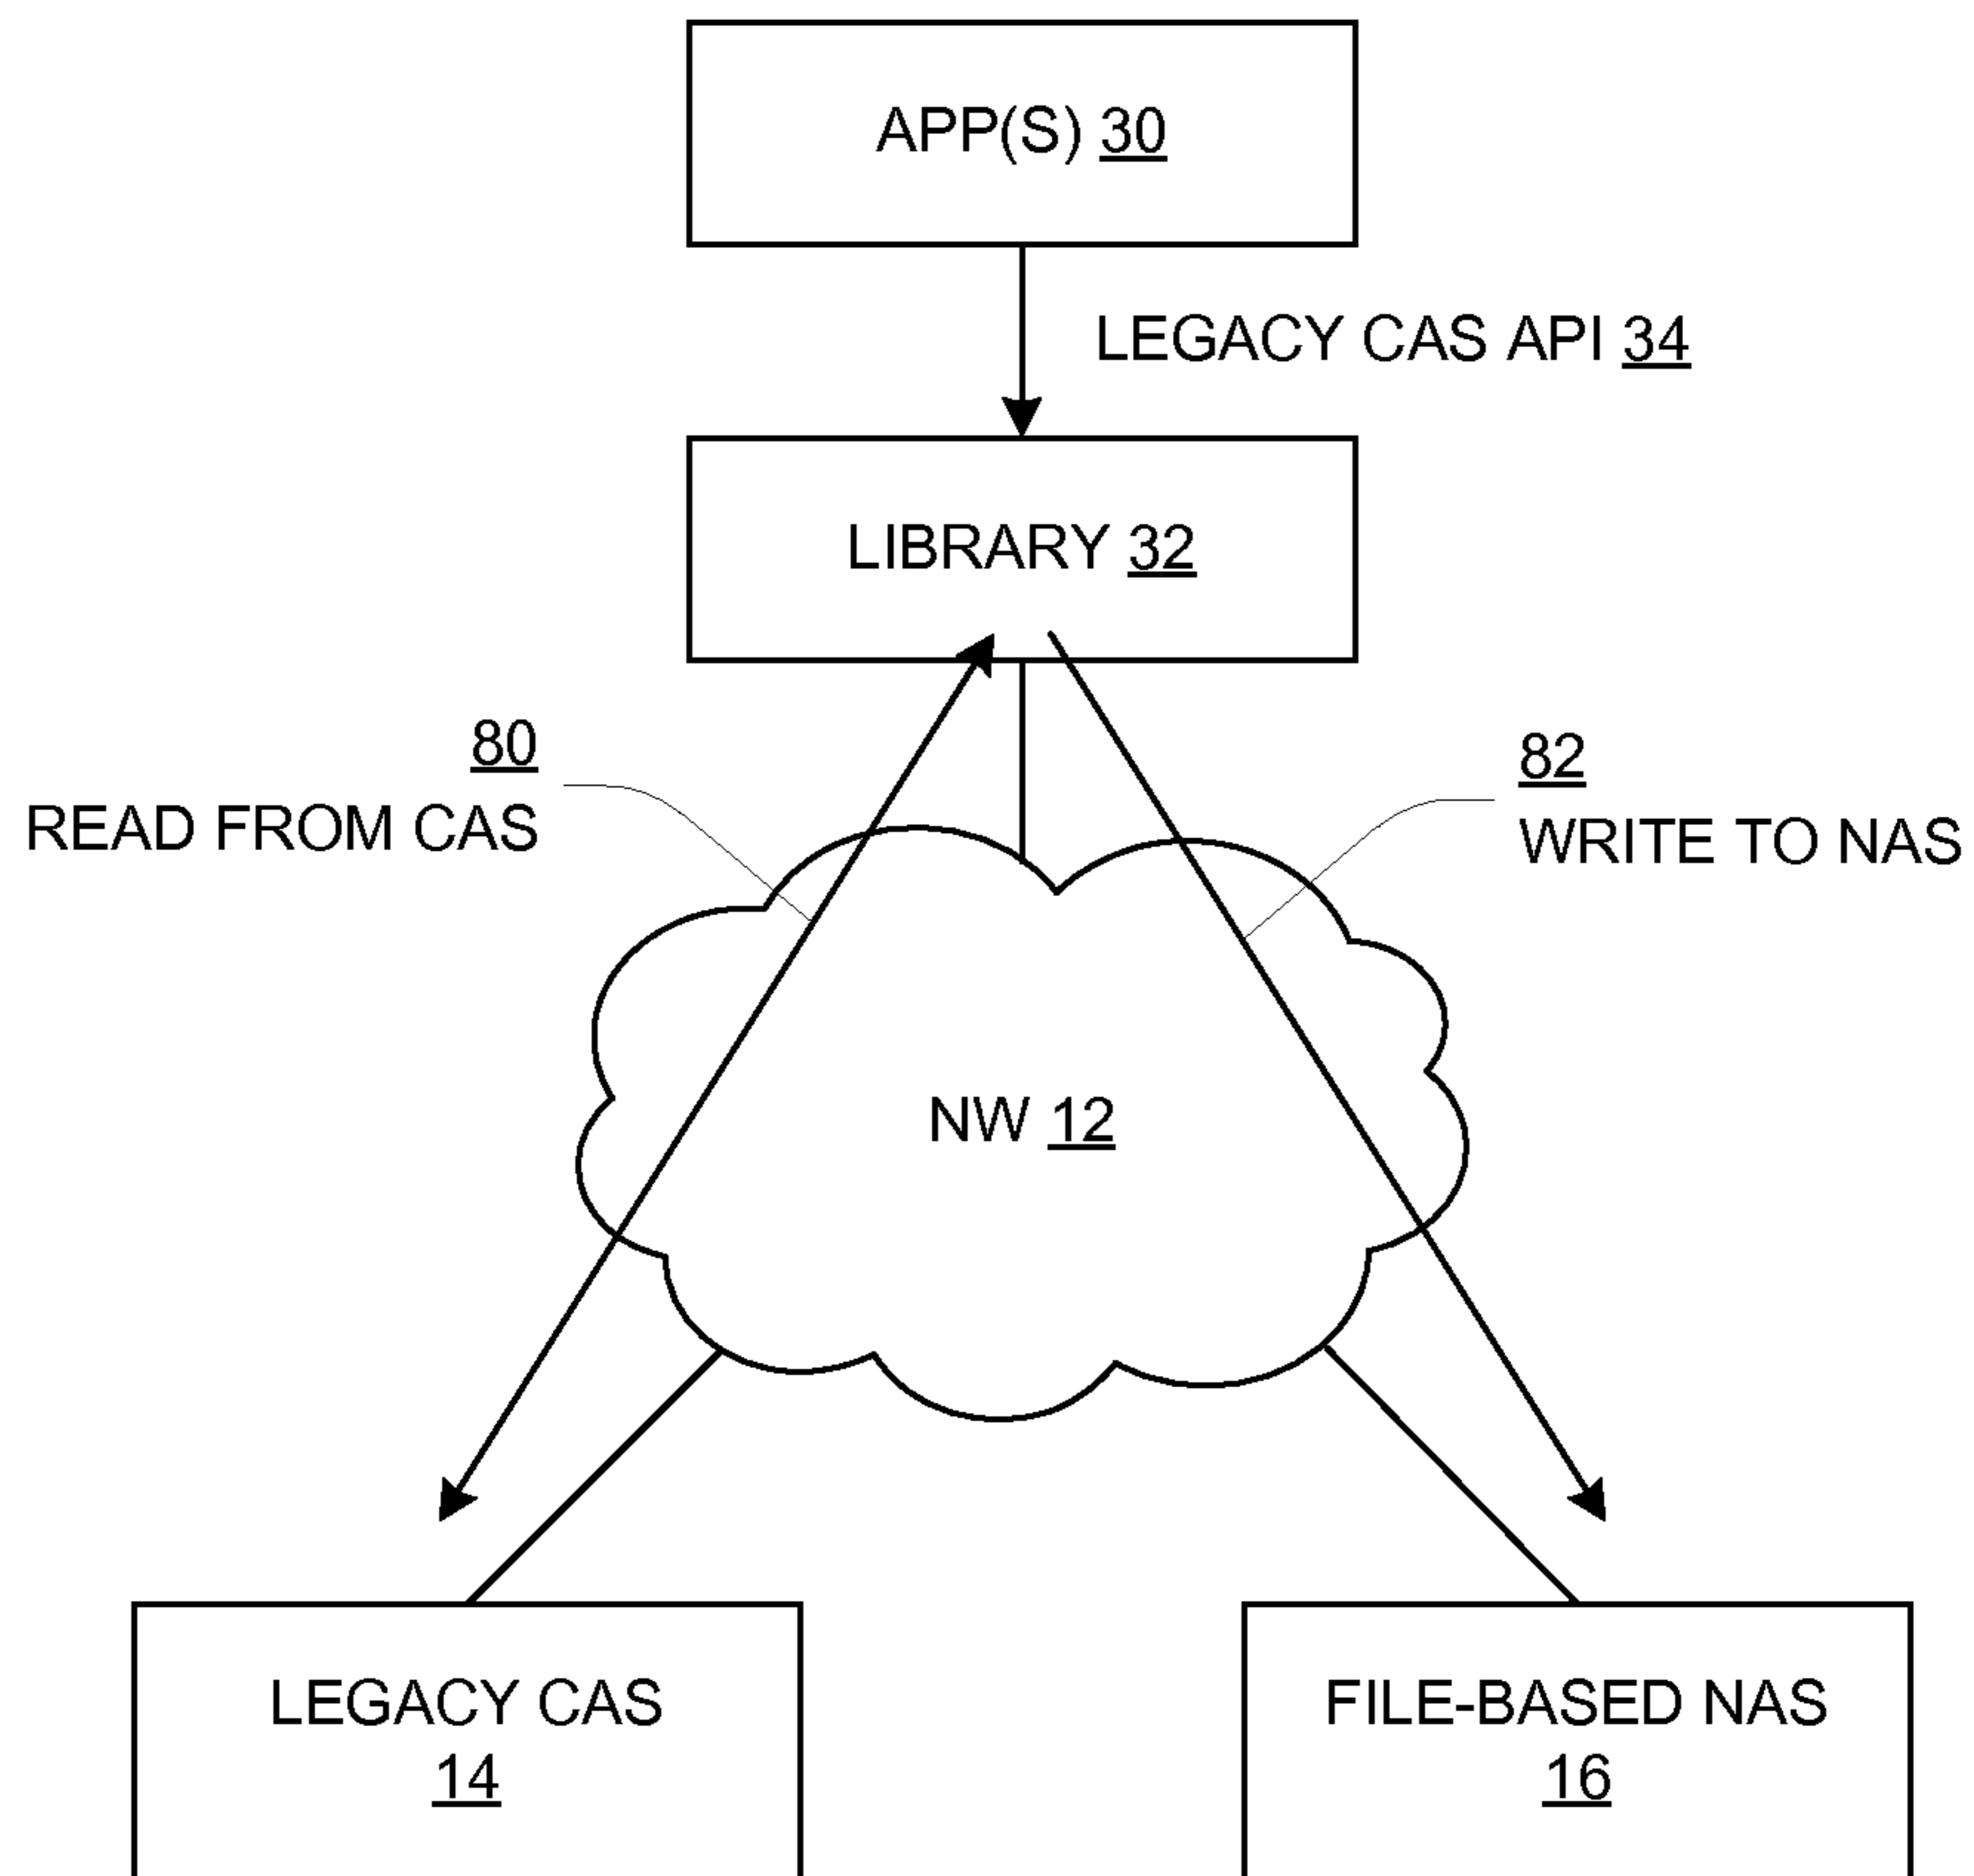 APP(S) 30
LEGACY CAS API 34
LIBRARY 32
80
READ FROM CAS
82
WRITE TO NAS
NW 12
LEGACY CAS
14
FILE-BASED NAS
16